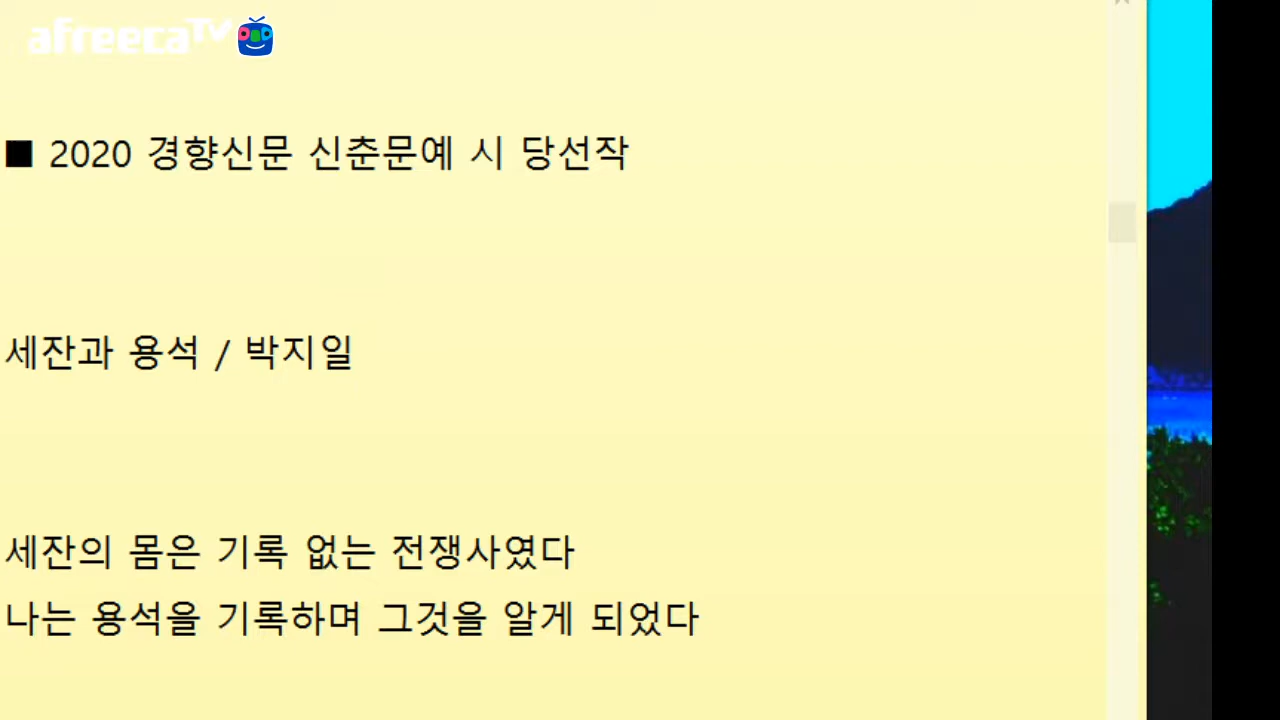 afreecaTV
■ 2020 경향신문 신춘문예 시 당선작
세잔과 용석 / 박지일
세잔의 몸은 기록 없는 전쟁사였다
나는 용석을 기록하며 그것을 알게 되었다